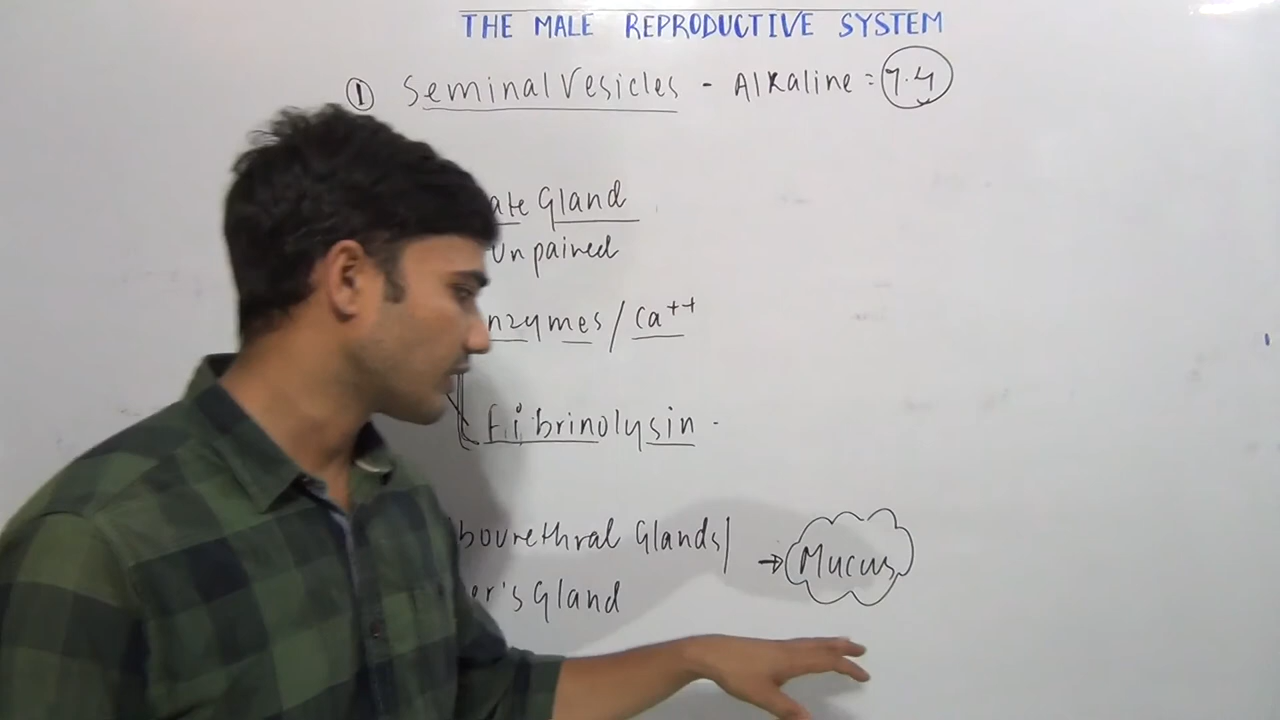 THE MALE REPRODUCTIVE SYSTEM
① Seminal Vesicles - Alkaline = 7.4
ate Gland
Unpaired
nzymes / Ca++
Fibrinolysin
bourethral Glands/ → Mucus
er's Gland